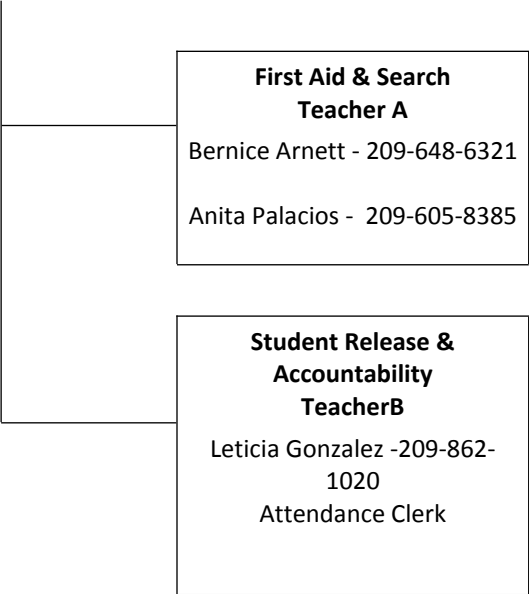 First Aid & Search
Teacher A
Bernice Arnett - 209-648-6321
Anita Palacios -  209-605-8385
Student Release &
Accountability
TeacherB
Leticia Gonzalez -209-862-
1020
Attendance Clerk